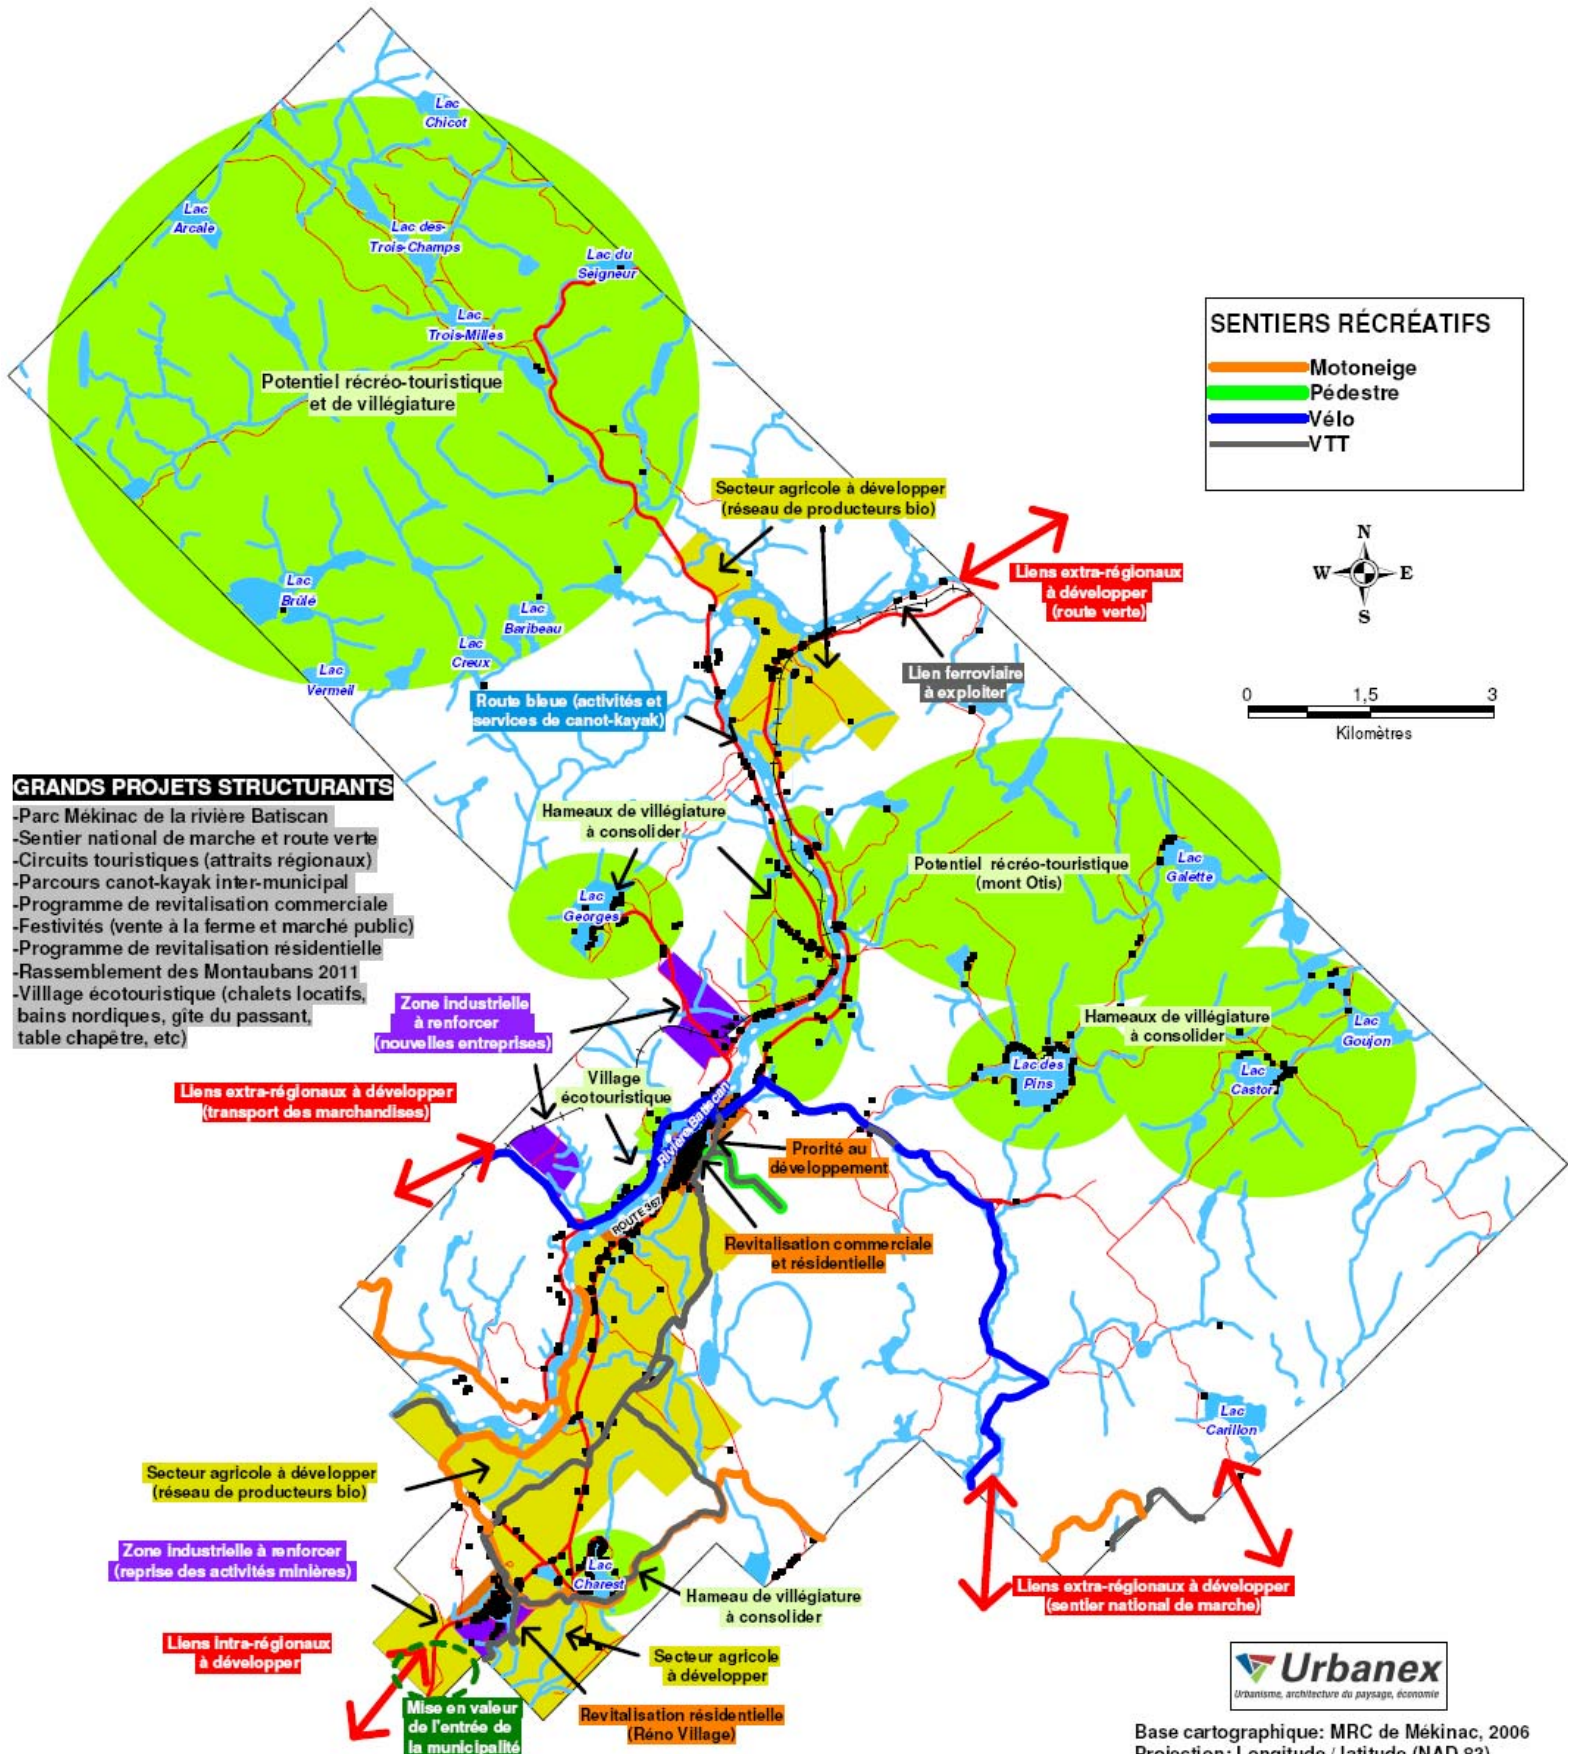 Lac
Chicot
Lac
Arcale
Lac des-
Trois-Champs
Lac du
Seigneur
Lac
Trois-Milles
Potentiel récréo-touristique
et de villégiature
SENTIERS RÉCRÉATIFS
Motoneige
Pédestre
Vélo
VTT
Secteur agricole à développer
(réseau de producteurs bio)
N
W E
S
Liens extra-régionaux
à développer
(route verte)
Lac
Brûlé
Lac
Baribeau
Lac
Creux
Lac
Vermeil
Lien ferroviaire
à exploiter
Route bleue (activités et
services de canot-kayak)
0 1,5 3
Kilomètres
GRANDS PROJETS STRUCTURANTS
-Parc Mékinac de la rivière Batiscan
-Sentier national de marche et route verte
-Circuits touristiques (attraits régionaux)
-Parcours canot-kayak inter-municipal
-Programme de revitalisation commerciale
-Festivités (vente à la ferme et marché public)
-Programme de revitalisation résidentielle
-Rassemblement des Montaubans 2011
-Villlage écotouristique (chalets locatifs,
bains nordiques, gîte du passant,
table chapêtre, etc)
Hameaux de villégiature
à consolider
Lac
Georges
Potentiel récréo-touristique
(mont Otis)
Lac
Galette
Zone industrielle
à renforcer
(nouvelles entreprises)
Hameaux de villégiature
à consolider
Lac
Goujon
Lac des
Pins
Lac
Castor
Liens extra-régionaux à développer
(transport des marchandises)
Village
écotouristique
Rivière Batiscan
ROUTE 367
Prorité au
développement
Revitalisation commerciale
et résidentielle
Lac
Carillon
Secteur agricole à développer
(réseau de producteurs bio)
Zone industrielle à renforcer
(reprise des activités minières)
Lac
Charest
Hameau de villégiature
à consolider
Liens extra-régionaux à développer
(sentier national de marche)
Liens intra-régionaux
à développer
Secteur agricole
à développer
Mise en valeur
de l'entrée de
la municipalité
Revitalisation résidentielle
(Réno Village)
Urbanex
Urbanisme, architecture du paysage, économie
Base cartographique: MRC de Mékinac, 2006
Projection: Longitude / latitude (NAD 83)